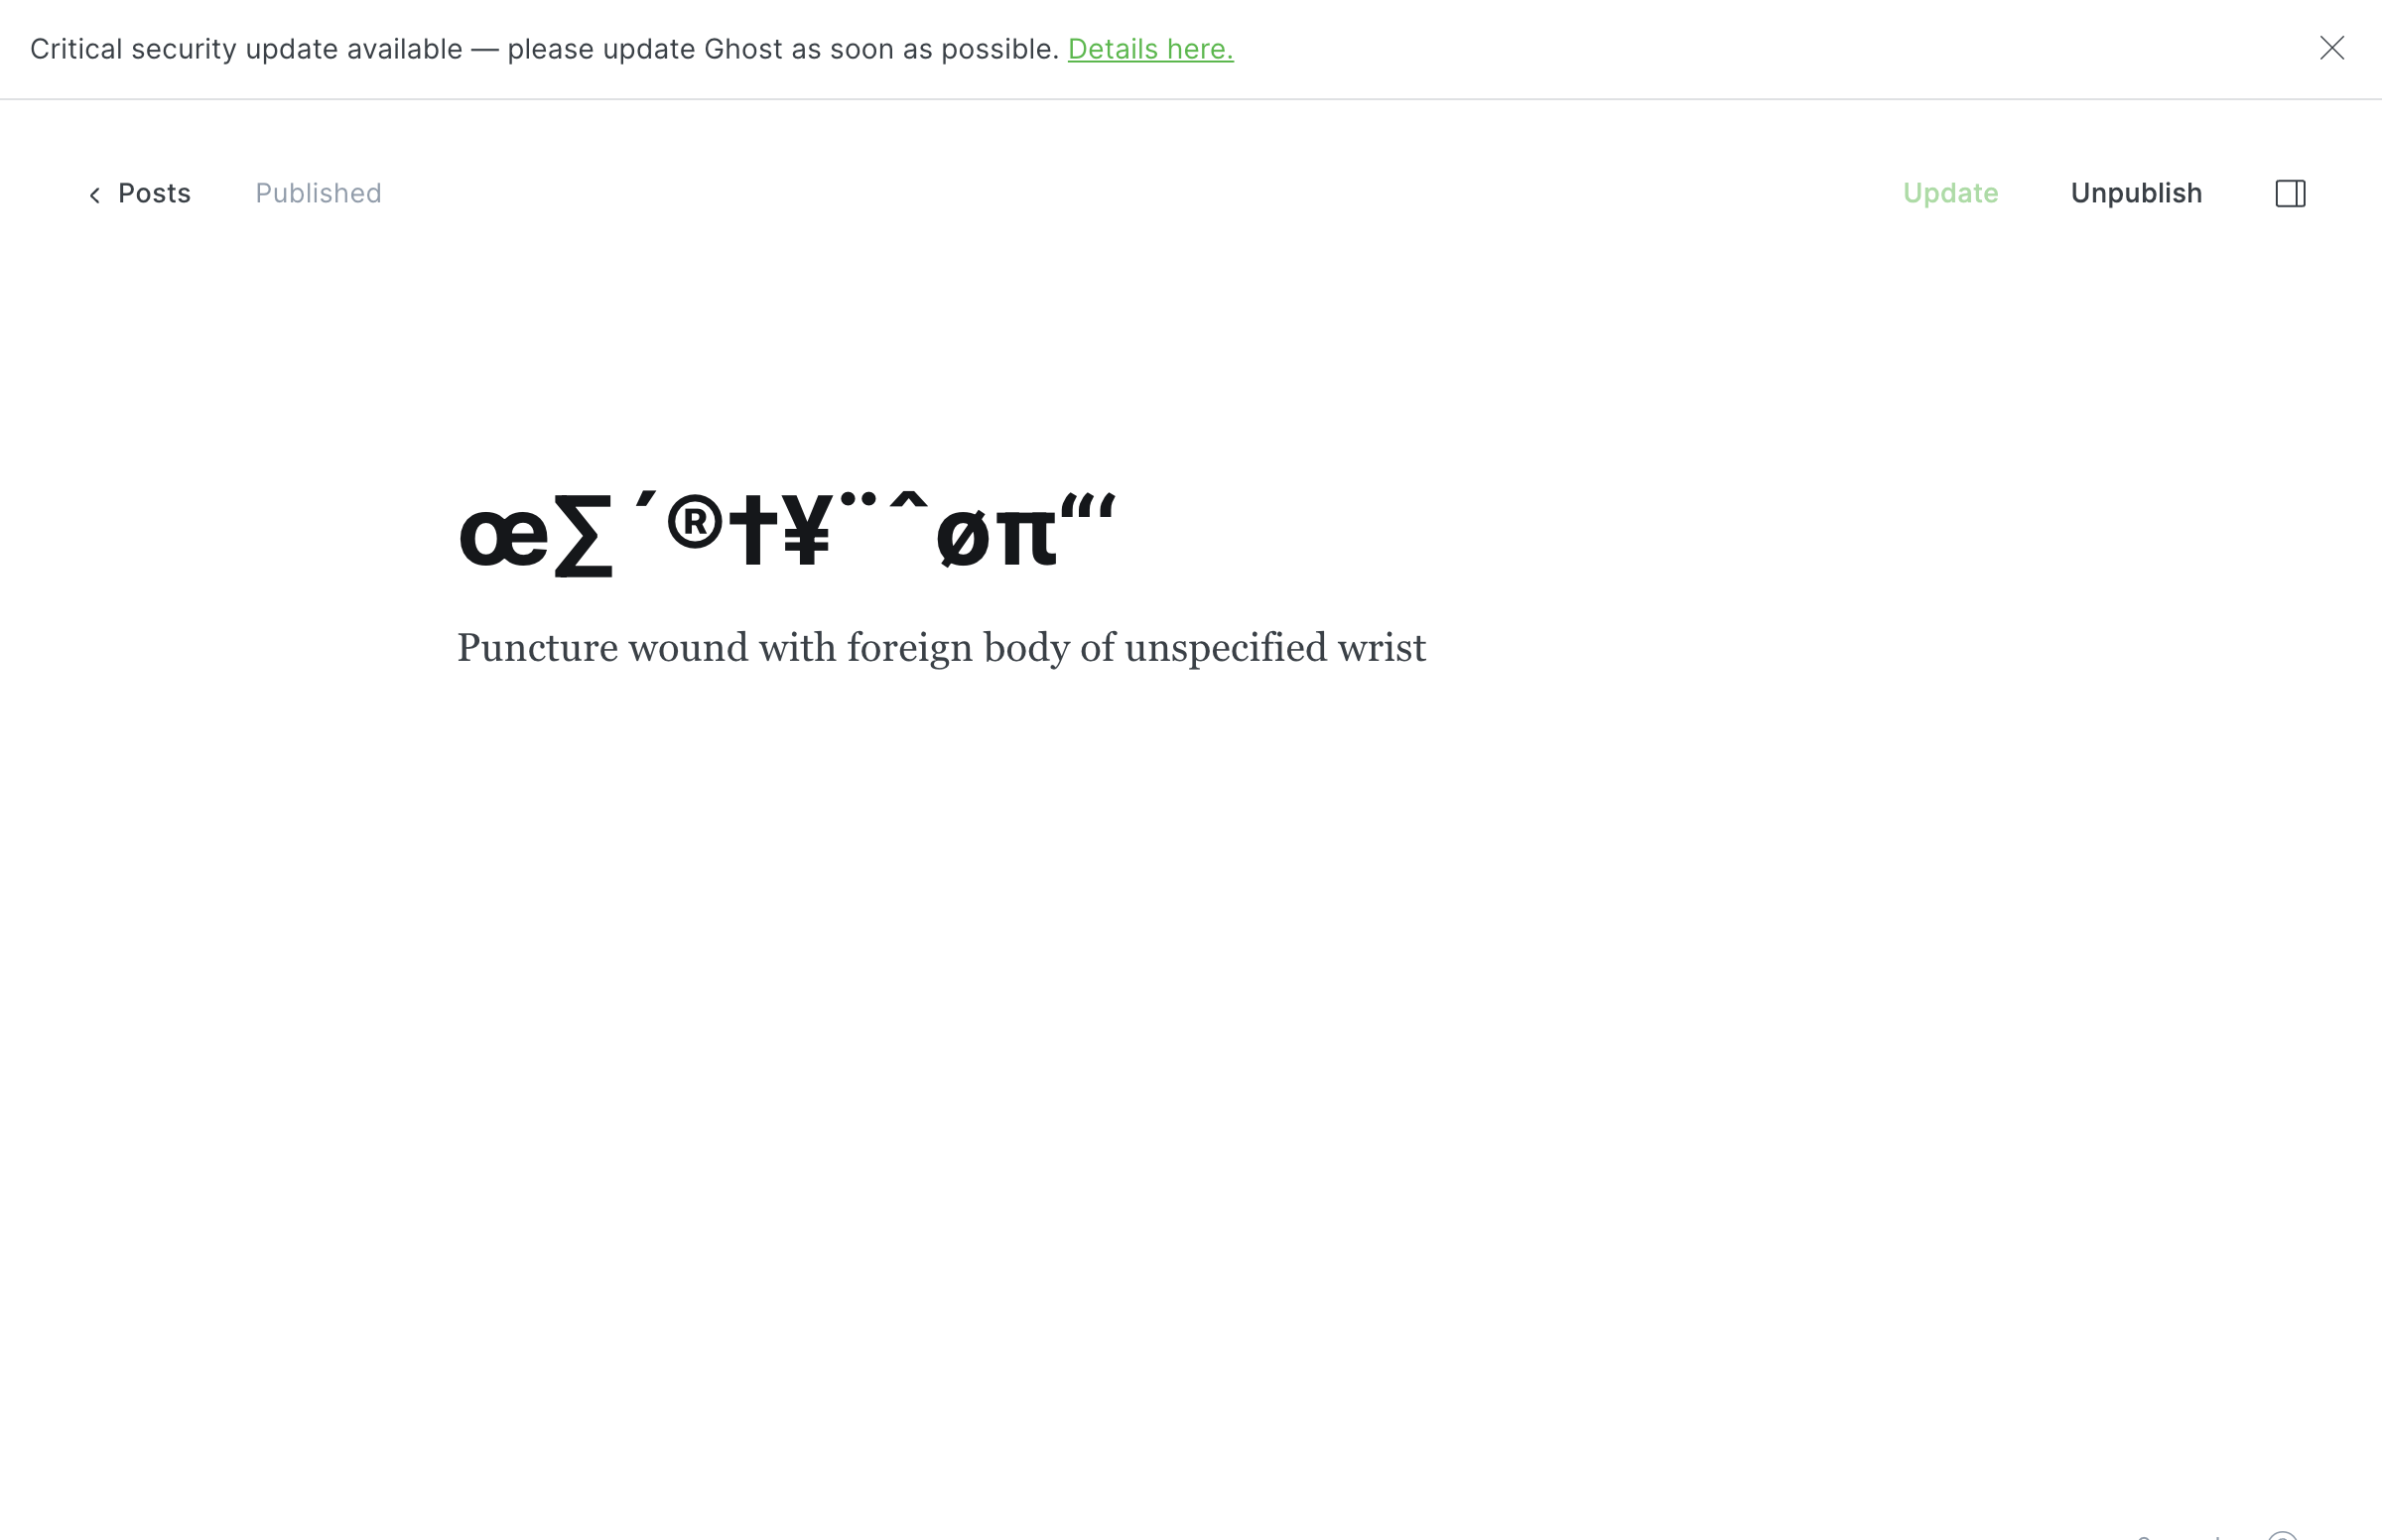 Critical security update available — please update Ghost as soon as possible. Details here.
Posts Published Update Unpublish
œ∑´®†¥¨ˆøπ“‘
Puncture wound with foreign body of unspecified wrist